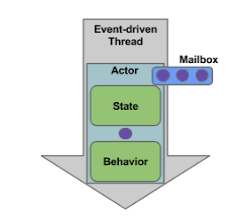 Event-driven
Thread
Mailbox
Actor
State
Behavior